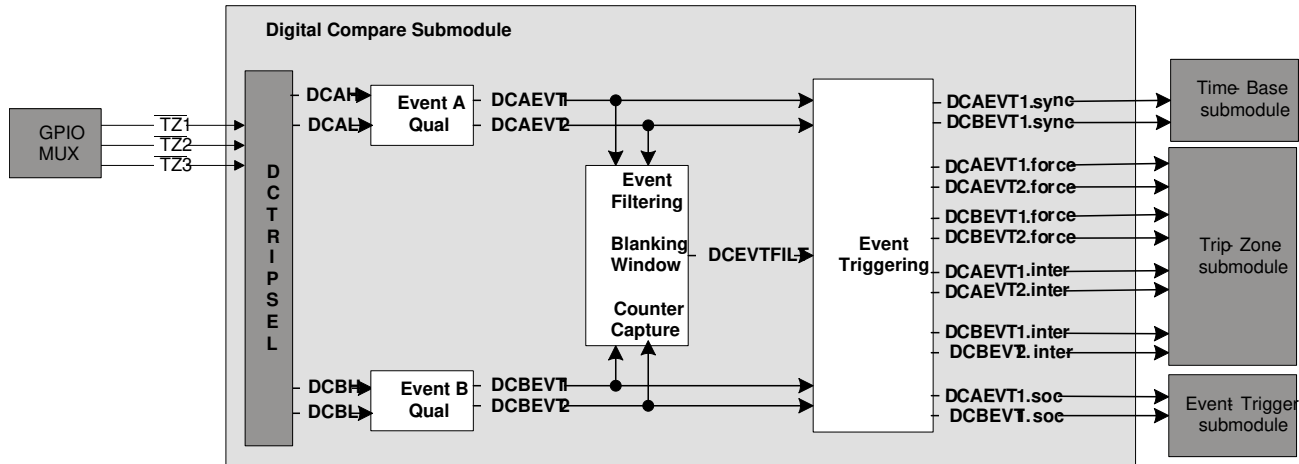 Digital Compare Submodule
GPIO
MUX
TZ1
TZ2
TZ3
D
C
T
R
I
P
S
E
L
DCAH
DCAL
Event A
Qual
DCAEVT1
DCAEVT2
Event
Filtering
Blanking
Window
Counter
Capture
DCEVTFILT
DCBH
DCBL
Event B
Qual
DCBEVT1
DCBEVT2
Event
Triggering
DCAEVT1.sync
DCBEVT1.sync
DCAEVT1.force
DCAEVT2.force
DCBEVT1.force
DCBEVT2.force
DCAEVT1.inter
DCAEVT2.inter
DCBEVT1.inter
DCBEVT2.inter
DCAEVT1.soc
DCBEVT1.soc
Time-Base
submodule
Trip-Zone
submodule
Event-Trigger
submodule